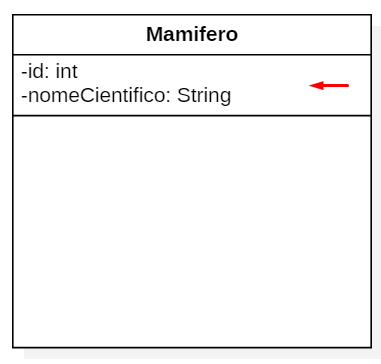 Mamifero
-id: int
-nomeCientifico: String